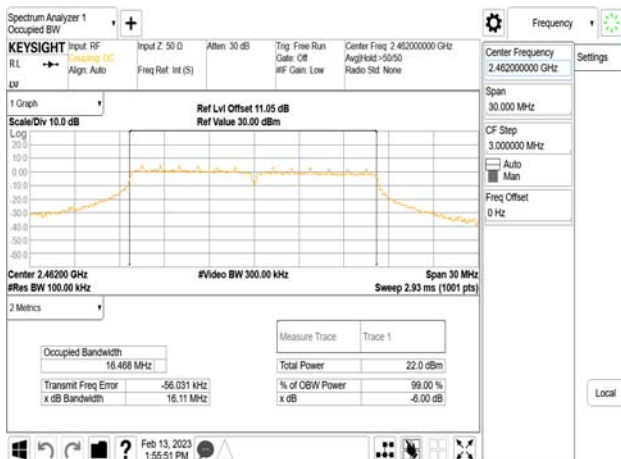 Spectrum Analyzer 1
Occupied BW
KEYSIGHT
RL
Input: RF
Coupling: DC
Align: Auto
Input Z: 50 Ω
Freq Ref: Int (S)
Atten: 30 dB
Trig: Free Run
Gate: Off
#IF Gain: Low
Center Freq: 2.462000000 GHz
Avg|Hold:>50/50
Radio Std: None
1 Graph
Scale/Div 10.0 dB
Ref Lvl Offset 11.05 dB
Ref Value 30.00 dBm
Log
20.0
10.0
0.00
-10.0
-20.0
-30.0
-40.0
-50.0
-60.0
Center 2.46200 GHz
#Res BW 100.00 kHz
#Video BW 300.00 kHz
Span 30 MHz
Sweep 2.93 ms (1001 pts)
2 Metrics
Measure Trace Trace 1
Occupied Bandwidth
16.468 MHz
Total Power 22.0 dBm
Transmit Freq Error -56.031 kHz
% of OBW Power 99.00 %
x dB Bandwidth 16.11 MHz
x dB -6.00 dB
Feb 13, 2023
1:55:51 PM
Frequency
Center Frequency
2.462000000 GHz
Settings
Span
30.000 MHz
CF Step
3.000000 MHz
Auto
Man
Freq Offset
0 Hz
Local